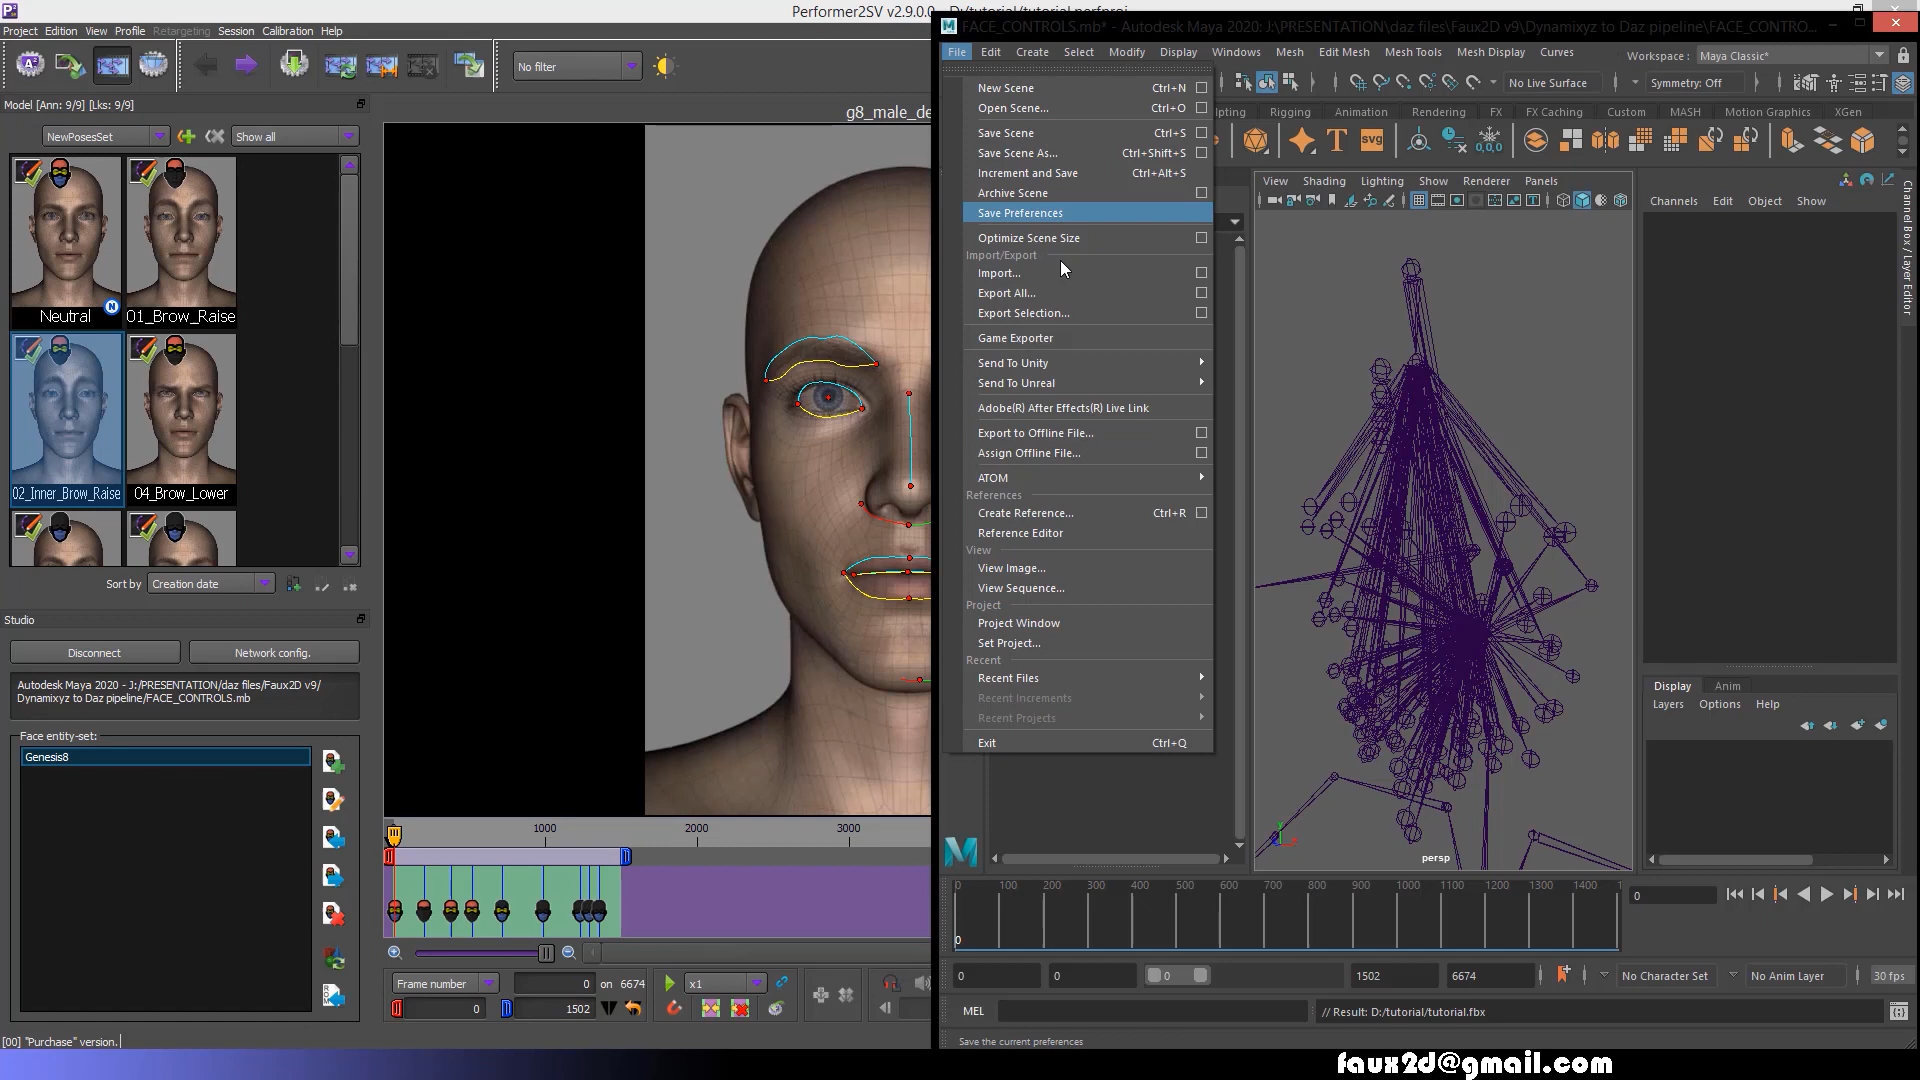 Performer2SV v2.9.0.0 - D:/tutorial/tutorial.perfproj
Project Edition View Profile Retargeting Session Calibration Help
No filter
Model [Ann: 9/9] [Lks: 9/9]
NewPosesSet
Show all
Neutral
01_Brow_Raise
02_Inner_Brow_Raise
04_Brow_Lower
Sort by Creation date
Studio
Disconnect
Network config.
Autodesk Maya 2020 - J:/PRESENTATION/daz files/Faux2D v9/
Dynamixyz to Daz pipeline/FACE_CONTROLS.mb
Face entity-set:
Genesis8
[00] "Purchase" version.
g8_male_de
1000 2000 3000
Frame number
0 on 6674
x1
0
1502
FACE_CONTROLS.mb* - Autodesk Maya 2020: J:\PRESENTATION\daz files\Faux2D v9\Dynamixyz to Daz pipeline\FACE_CONTRO...
File Edit Create Select Modify Display Windows Mesh Edit Mesh Mesh Tools Mesh Display Curves
Workspace : Maya Classic*
No Live Surface
Symmetry: Off
lpting Rigging Animation Rendering FX FX Caching Custom MASH Motion Graphics XGen
New Scene Ctrl+N
Open Scene... Ctrl+O
Save Scene Ctrl+S
Save Scene As... Ctrl+Shift+S
Increment and Save Ctrl+Alt+S
Archive Scene
Save Preferences
Optimize Scene Size
Import/Export
Import...
Export All...
Export Selection...
Game Exporter
Send To Unity
Send To Unreal
Adobe(R) After Effects(R) Live Link
Export to Offline File...
Assign Offline File...
ATOM
References
Create Reference... Ctrl+R
Reference Editor
View
View Image...
View Sequence...
Project
Project Window
Set Project...
Recent
Recent Files
Recent Increments
Recent Projects
Exit Ctrl+Q
View Shading Lighting Show Renderer Panels
persp
Channels Edit Object Show
Channel Box / Layer Editor
Display Anim
Layers Options Help
0 100 200 300 400 500 600 700 800 900 1000 1100 1200 1300 1400 1
0
0
0
0
0
1502
6674
No Character Set
No Anim Layer
30 fps
MEL
// Result: D:/tutorial/tutorial.fbx
Save the current preferences
faux2d@gmail.com